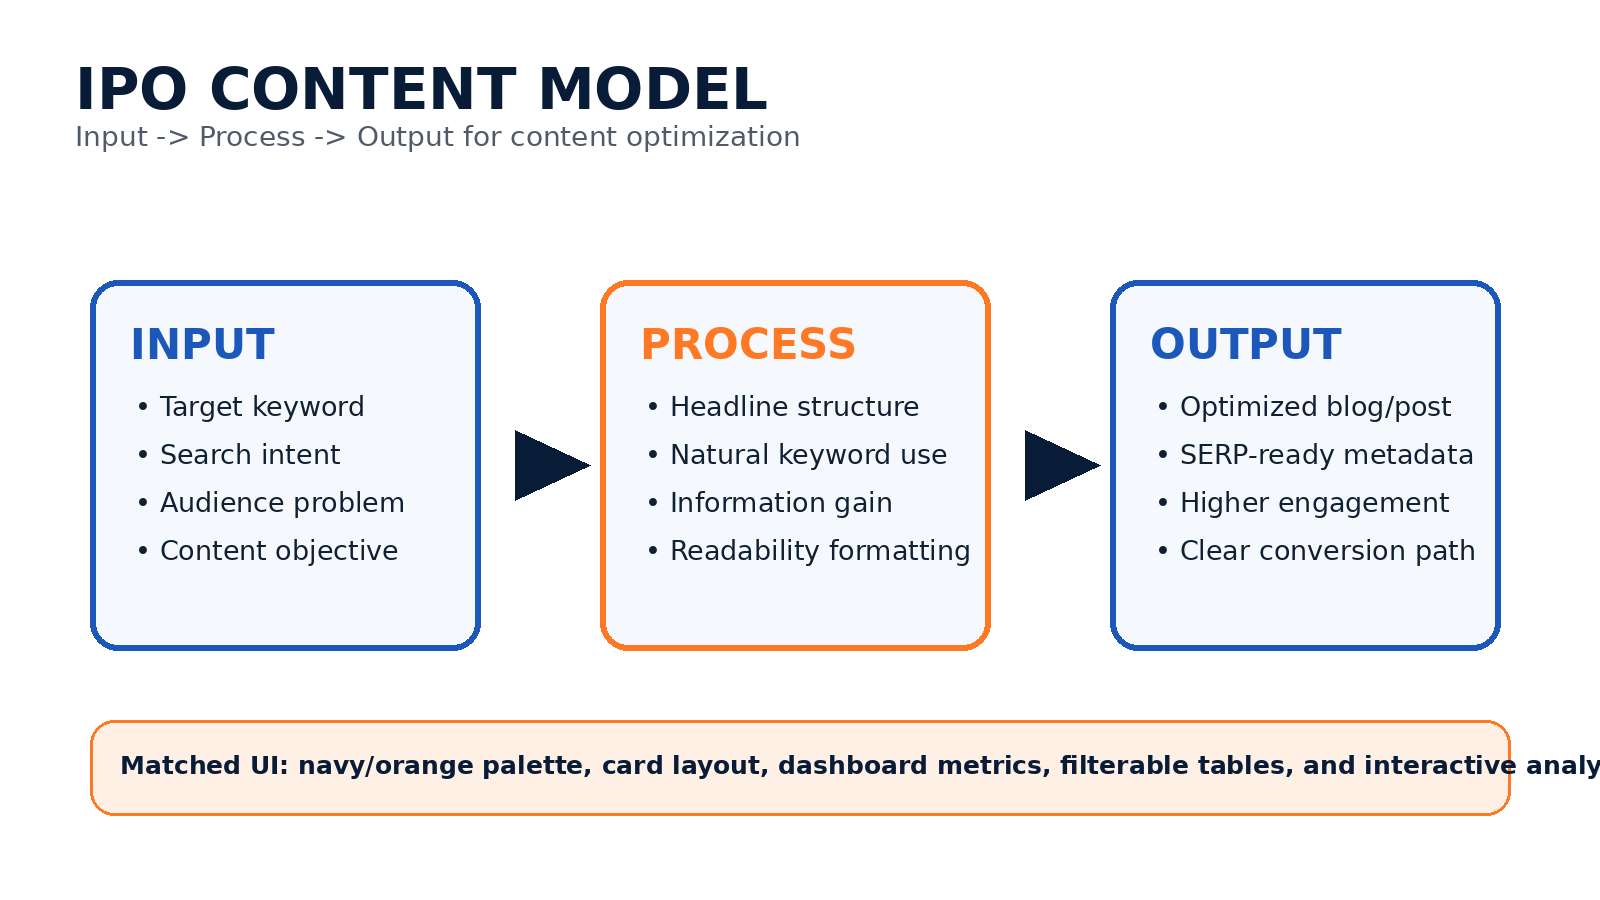 IPO CONTENT MODEL
Input -> Process -> Output for content optimization
INPUT
• Target keyword
• Search intent
• Audience problem
• Content objective
PROCESS
• Headline structure
• Natural keyword use
• Information gain
• Readability formatting
OUTPUT
• Optimized blog/post
• SERP-ready metadata
• Higher engagement
• Clear conversion path
Matched UI: navy/orange palette, card layout, dashboard metrics, filterable tables, and interactive analy